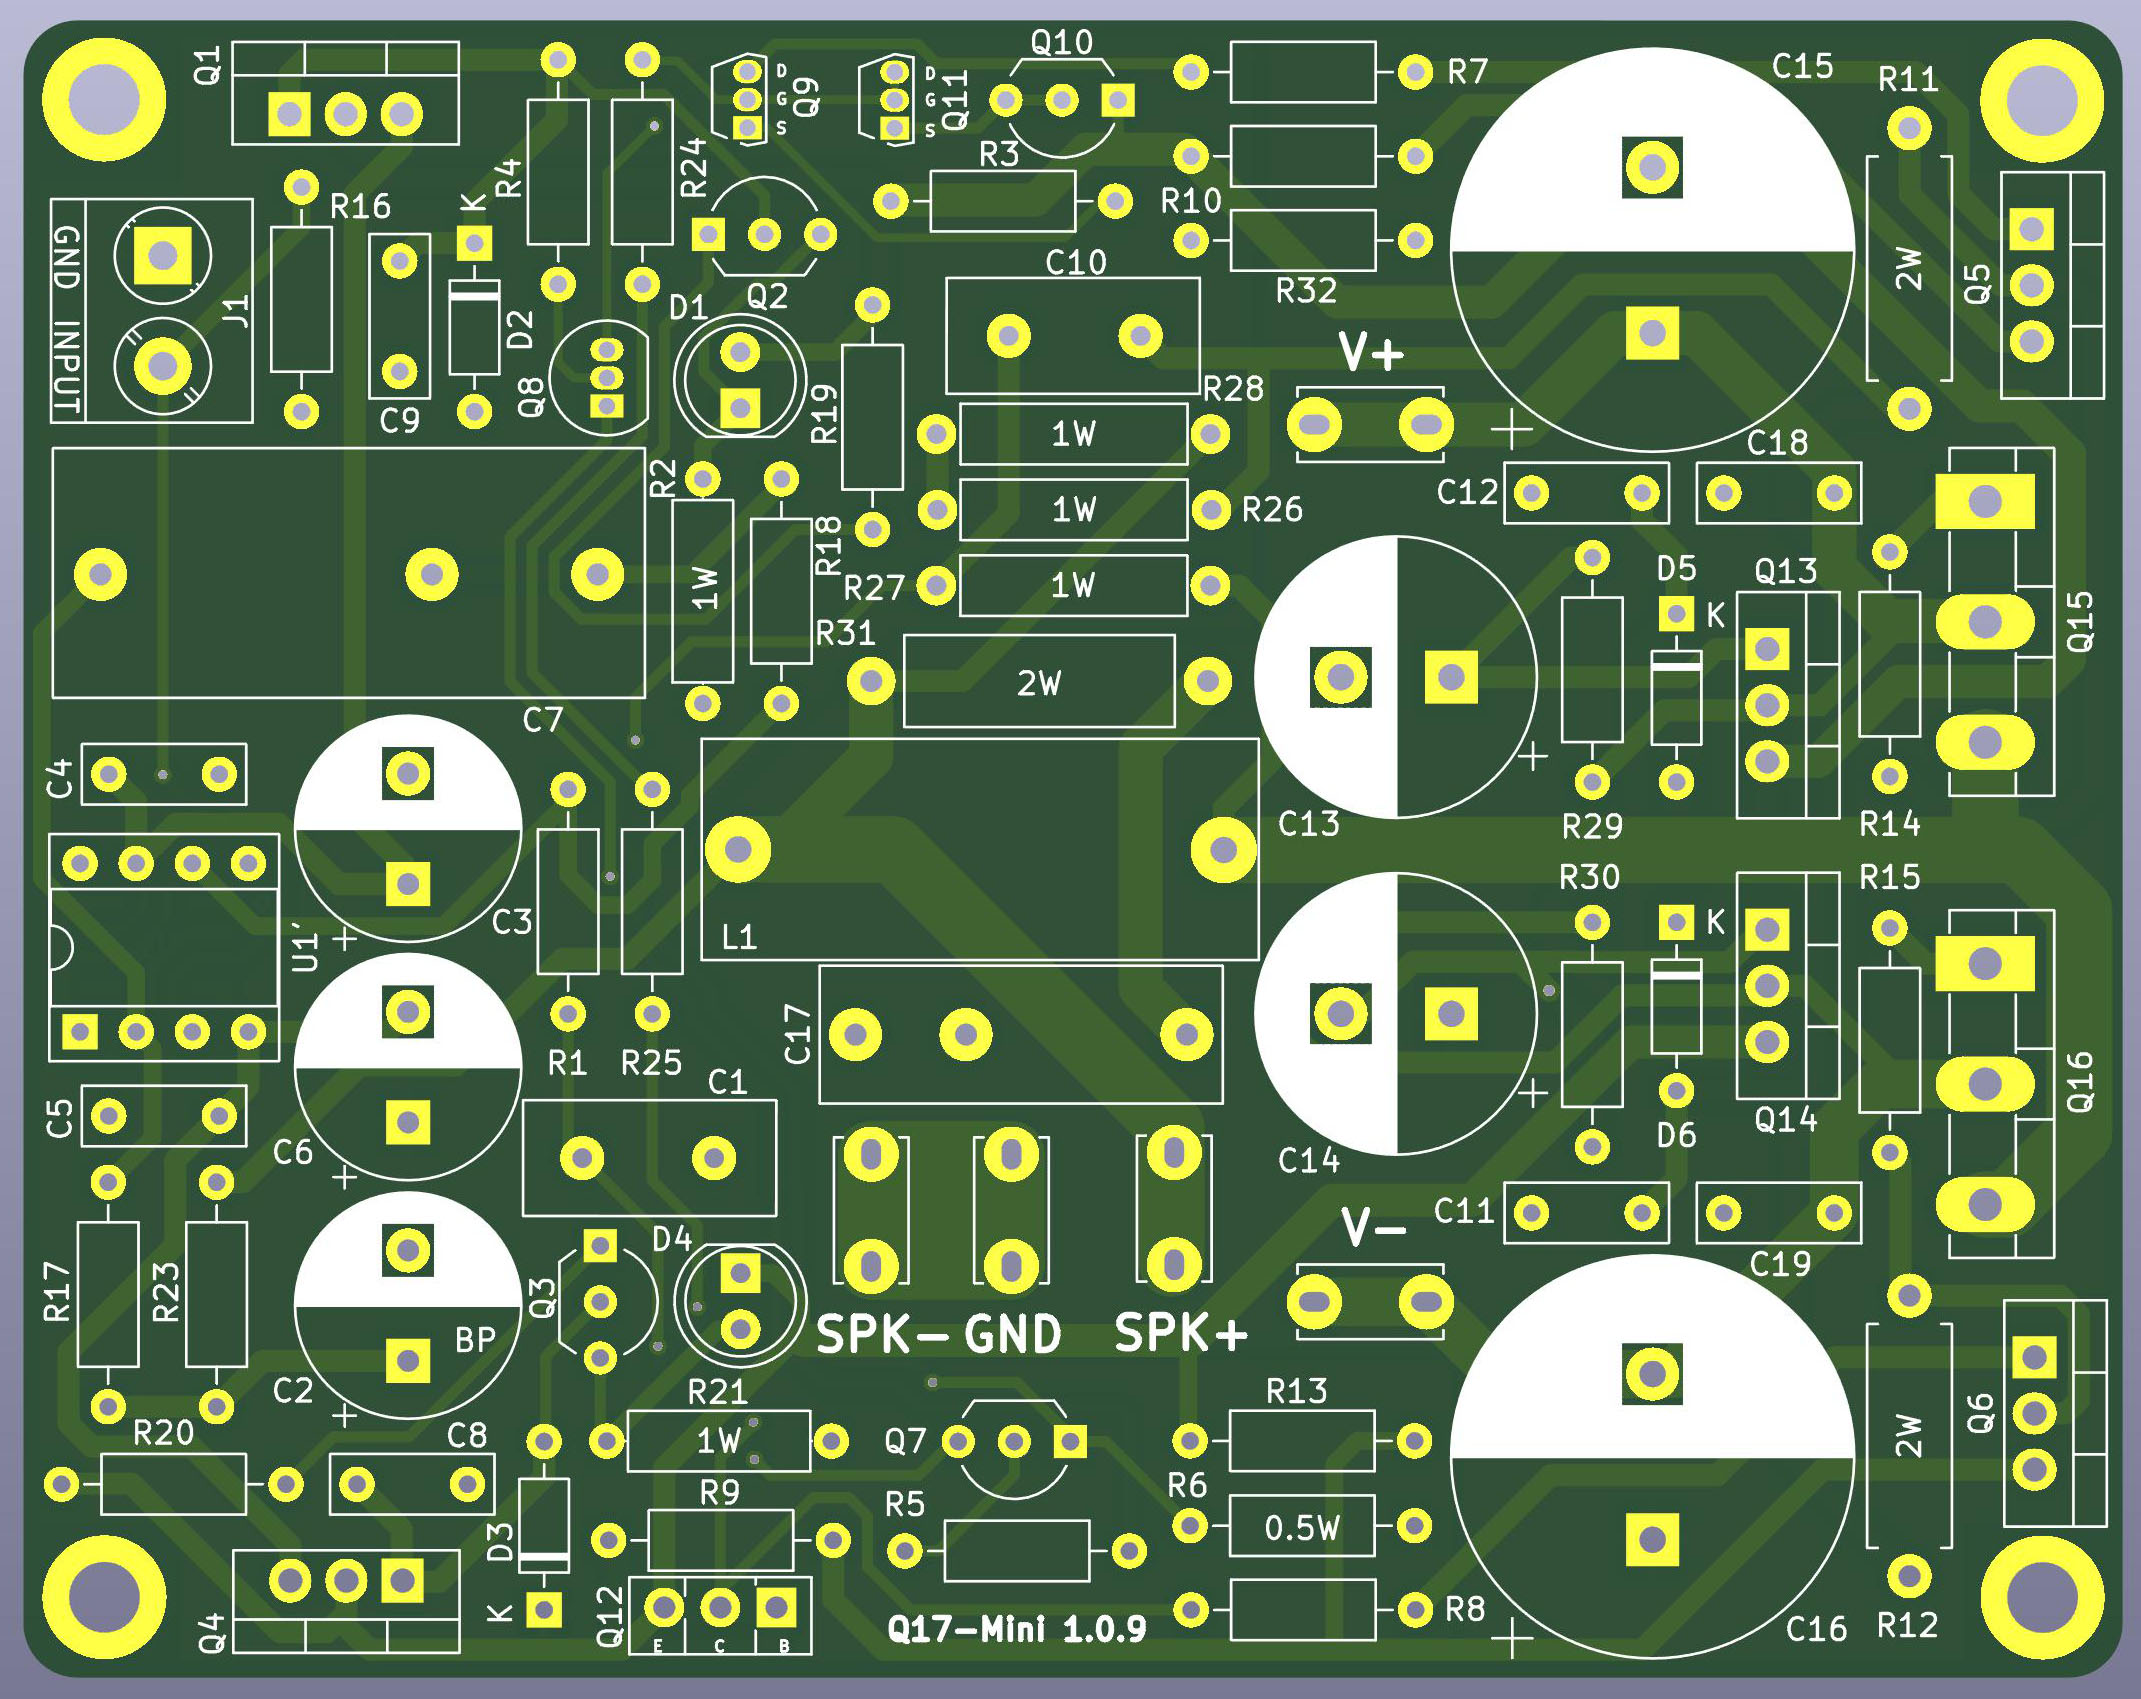 Q1
D
G
S
Q9
D
G
S
Q11
Q10
R7
C15
R11
R4
R24
R3
R16
K
R10
GND INPUT
J1
D2
C9
Q8
D1
Q2
C10
R32
2W
Q5
V+
R28
R19
1W
C18
R2
1W
R26
C12
1W
R18
R27
1W
D5
K
Q13
Q15
R31
2W
C7
C4
C13
R29
R14
U1'
C3
L1
R30
K
R15
C17
R1
R25
C1
Q16
C5
C6
C14
D6
Q14
D4
C11
V-
C19
R17
R23
BP
Q3
SPK-
GND
SPK+
C2
R21
R13
R20
C8
1W
Q7
2W
Q6
R9
R5
R6
0.5W
D3
K
Q4
Q12
E
C
B
Q17-Mini 1.0.9
R8
C16
R12